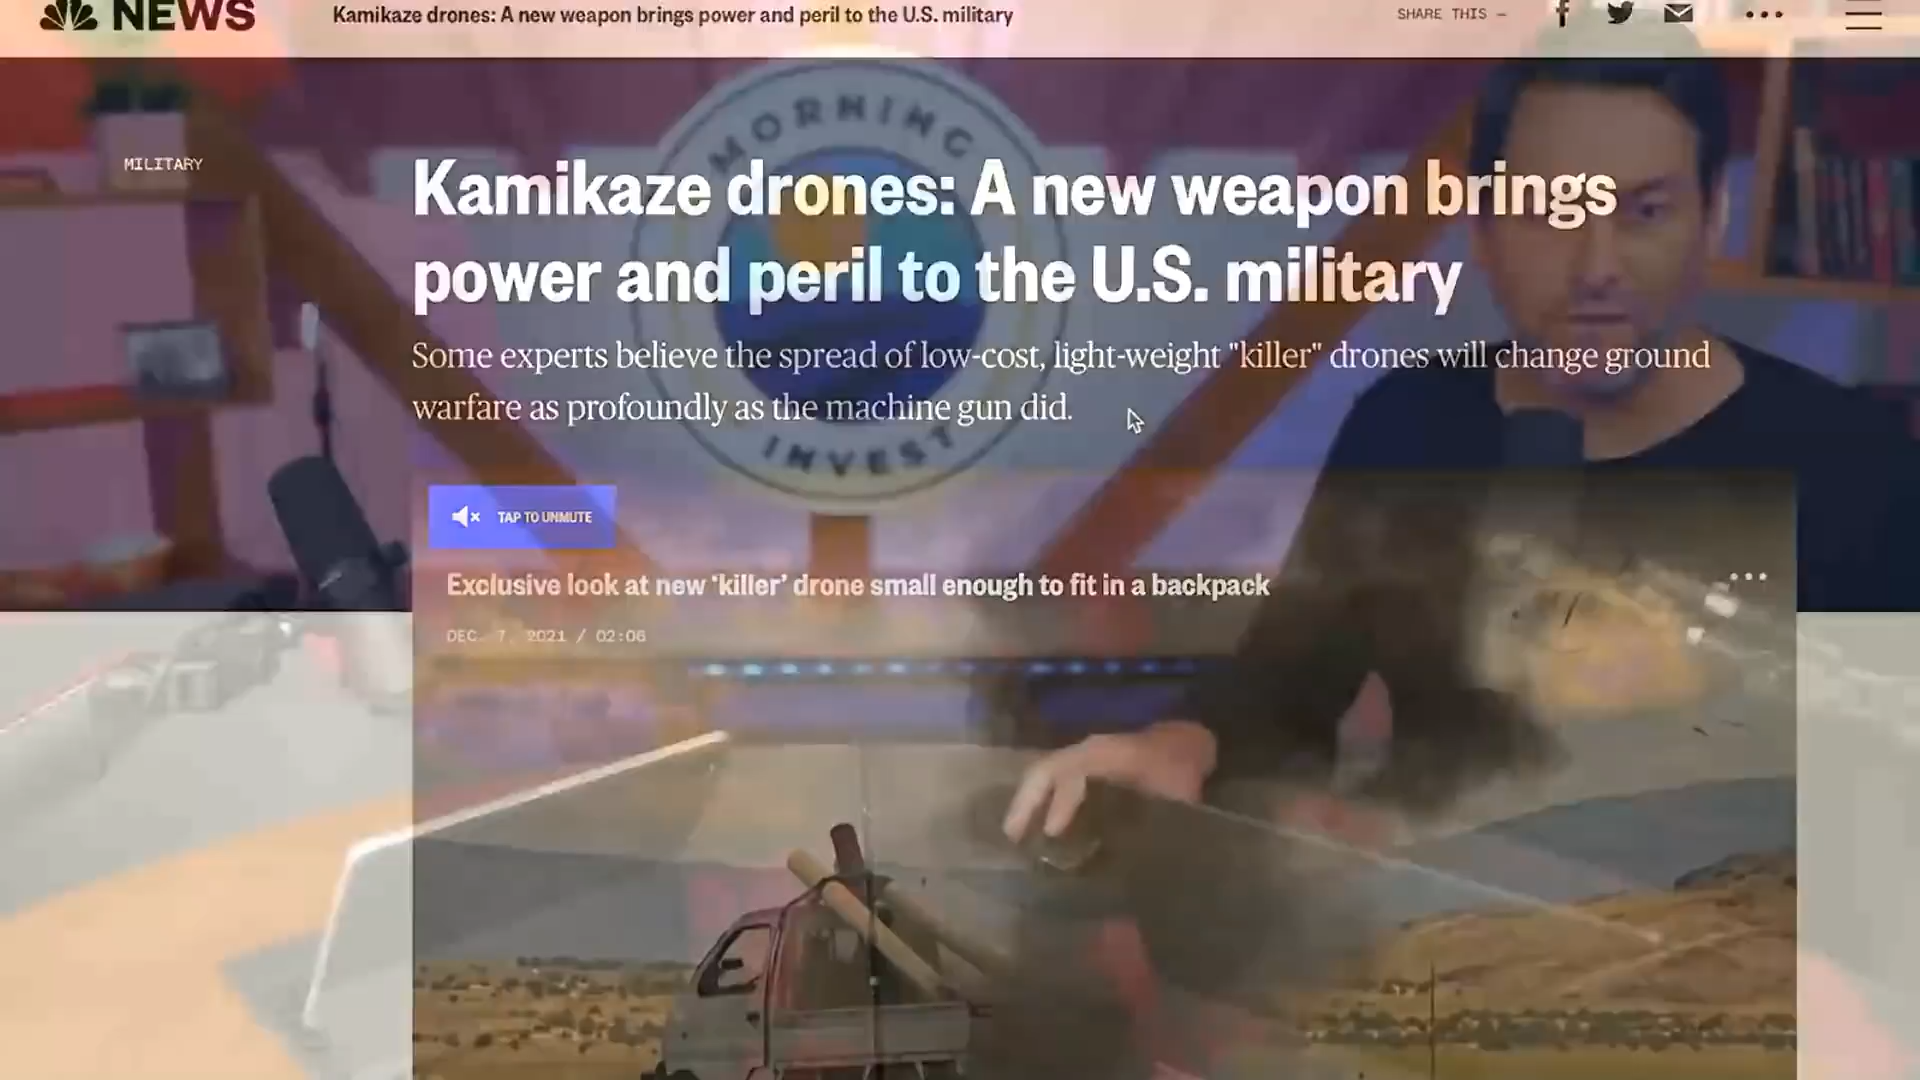 NEWS
Kamikaze drones: A new weapon brings power and peril to the U.S. military
SHARE THIS —
MORNING
MILITARY
Kamikaze drones: A new weapon brings
power and peril to the U.S. military
Some experts believe the spread of low-cost, light-weight "killer" drones will change ground
warfare as profoundly as the machine gun did.
INVEST
TAP TO UNMUTE
Exclusive look at new ‘killer’ drone small enough to fit in a backpack
DEC. 7, 2021 / 02:06